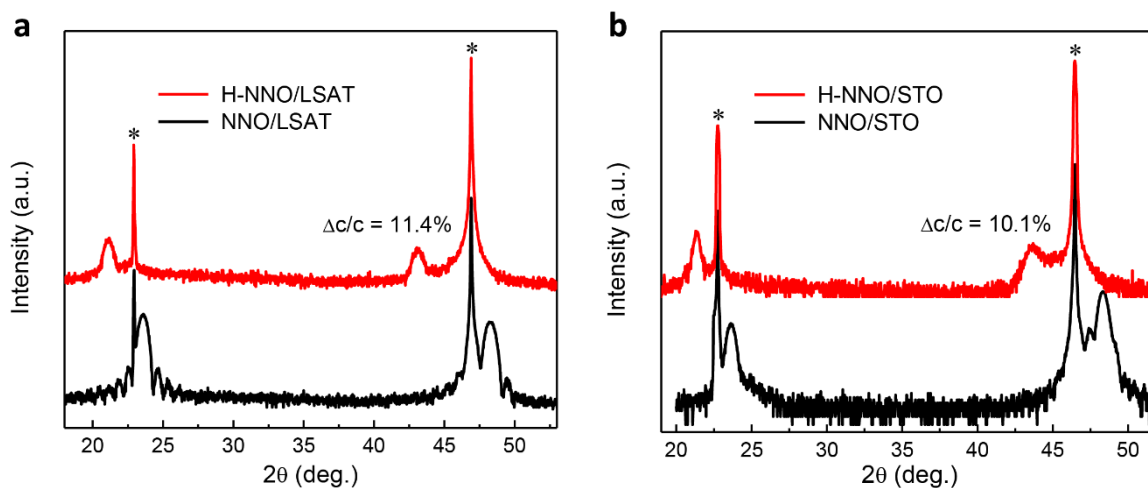 a
*
*
H-NNO/LSAT
NNO/LSAT
Δc/c = 11.4%
Intensity (a.u.)
20 25 30 35 40 45 50
2θ (deg.)
b
*
*
H-NNO/STO
NNO/STO
Δc/c = 10.1%
Intensity (a.u.)
20 25 30 35 40 45 50
2θ (deg.)